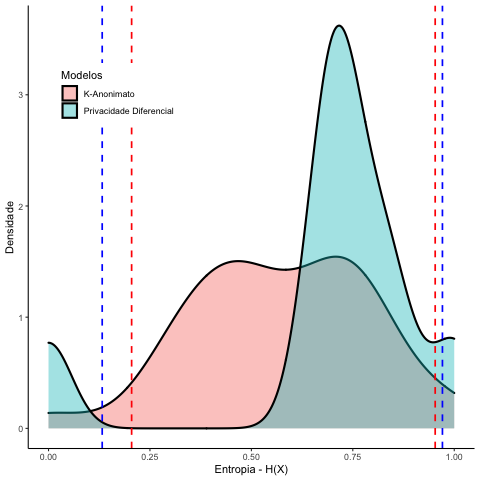 Modelos
K-Anonimato
Privacidade Diferencial
Densidade
3
2
1
0
0.00 0.25 0.50 0.75 1.00
Entropia - H(X)